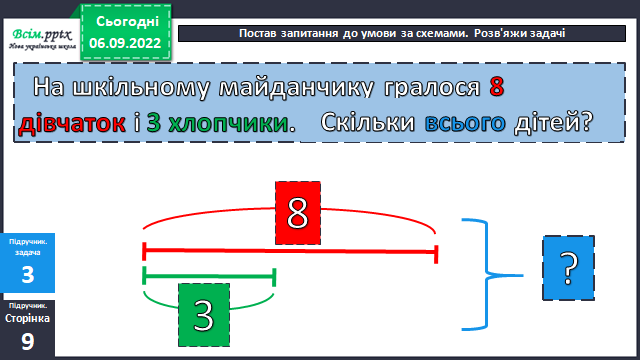 Всім.pptx
Нова українська школа
Сьогодні
06.09.2022
Постав запитання до умови за схемами. Розв'яжи задачі
На шкільному майданчику гралося 8
дівчаток і 3 хлопчики. Скільки всього дітей?
8
3
?
Підручник.
задача
3
Підручник.
Сторінка
9